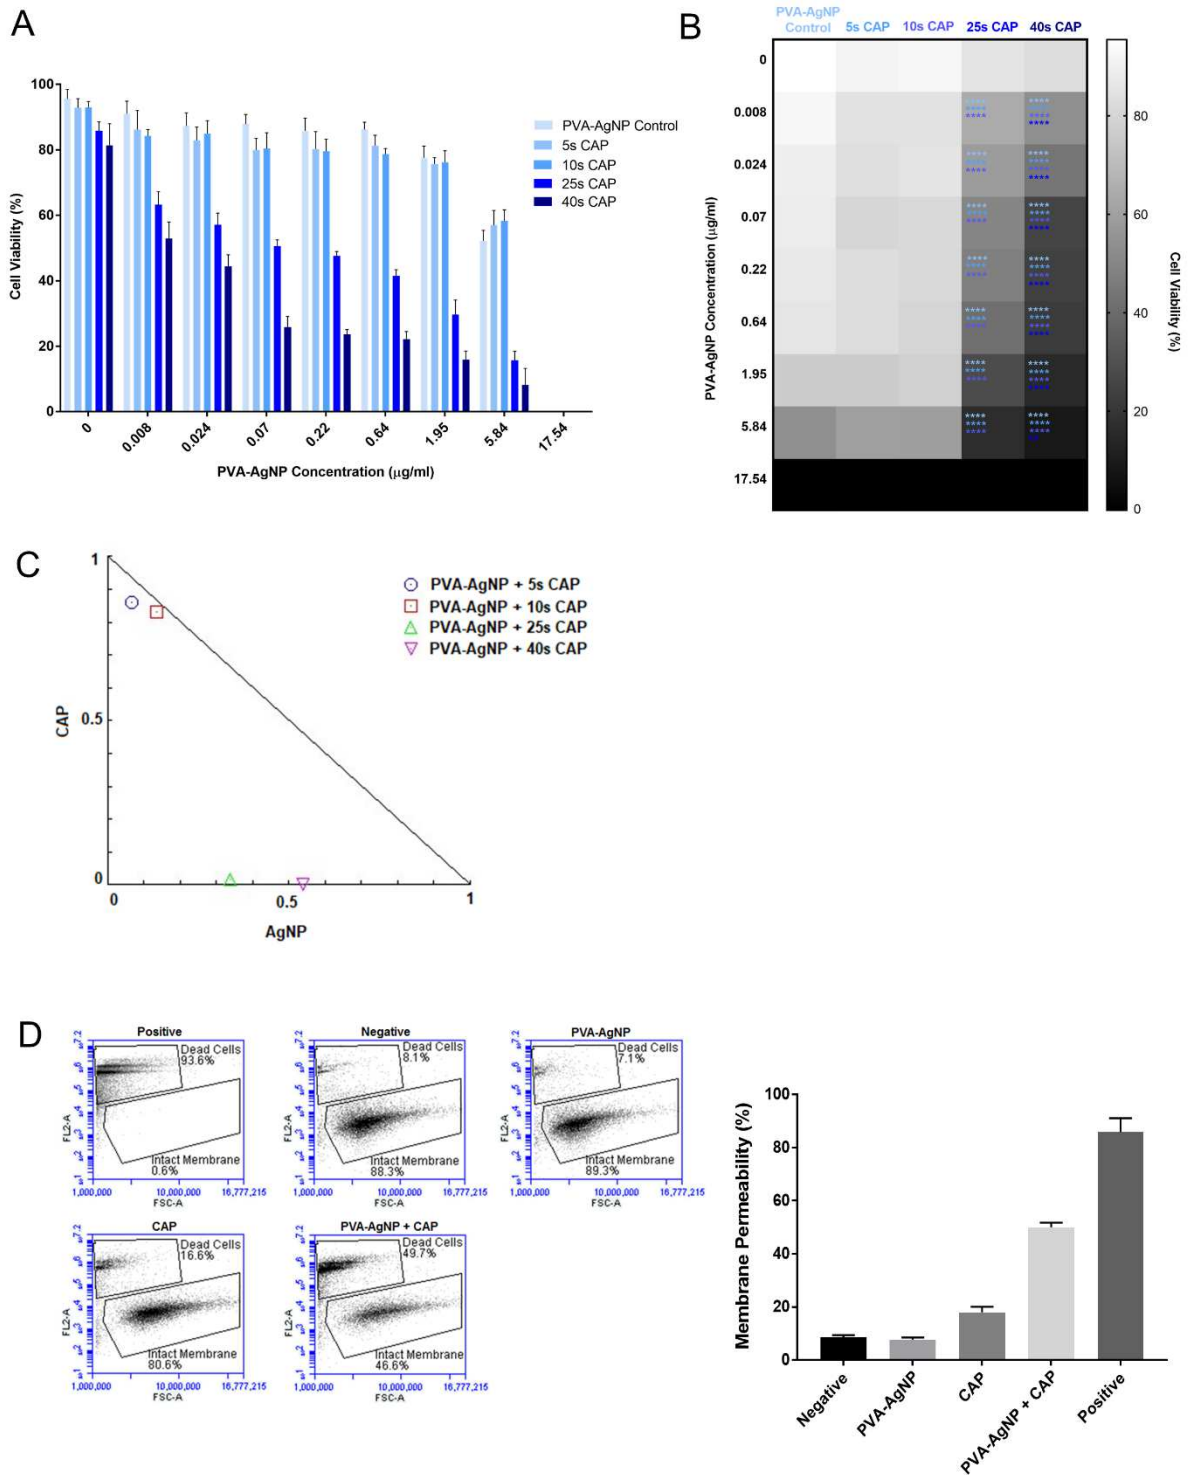 A
100
80
60
40
20
0
Cell Viability (%)
PVA-AgNP Control
5s CAP
10s CAP
25s CAP
40s CAP
0
0.008
0.024
0.07
0.22
0.64
1.95
5.84
17.54
PVA-AgNP Concentration (μg/ml)
B
PVA-AgNP
Control
5s CAP
10s CAP
25s CAP
40s CAP
0
0.008
0.024
0.07
0.22
0.64
1.95
5.84
17.54
PVA-AgNP Concentration (μg/ml)
80
60
40
20
0
Cell Viability (%)
C
1
0.5
0
CAP
0
0.5
1
AgNP
PVA-AgNP + 5s CAP
PVA-AgNP + 10s CAP
PVA-AgNP + 25s CAP
PVA-AgNP + 40s CAP
D
Positive
Dead Cells
93.6%
Intact Membrane
0.6%
FL2-A
1,000,000
10,000,000
16,777,215
FSC-A
Negative
Dead Cells
8.1%
Intact Membrane
88.3%
FL2-A
1,000,000
10,000,000
16,777,215
FSC-A
PVA-AgNP
Dead Cells
7.1%
Intact Membrane
89.3%
FL2-A
1,000,000
10,000,000
16,777,215
FSC-A
CAP
Dead Cells
16.6%
Intact Membrane
80.6%
FL2-A
1,000,000
10,000,000
16,777,215
FSC-A
PVA-AgNP + CAP
Dead Cells
49.7%
Intact Membrane
46.6%
FL2-A
1,000,000
10,000,000
16,777,215
FSC-A
Membrane Permeability (%)
100
80
60
40
20
0
Negative
PVA-AgNP
CAP
PVA-AgNP + CAP
Positive